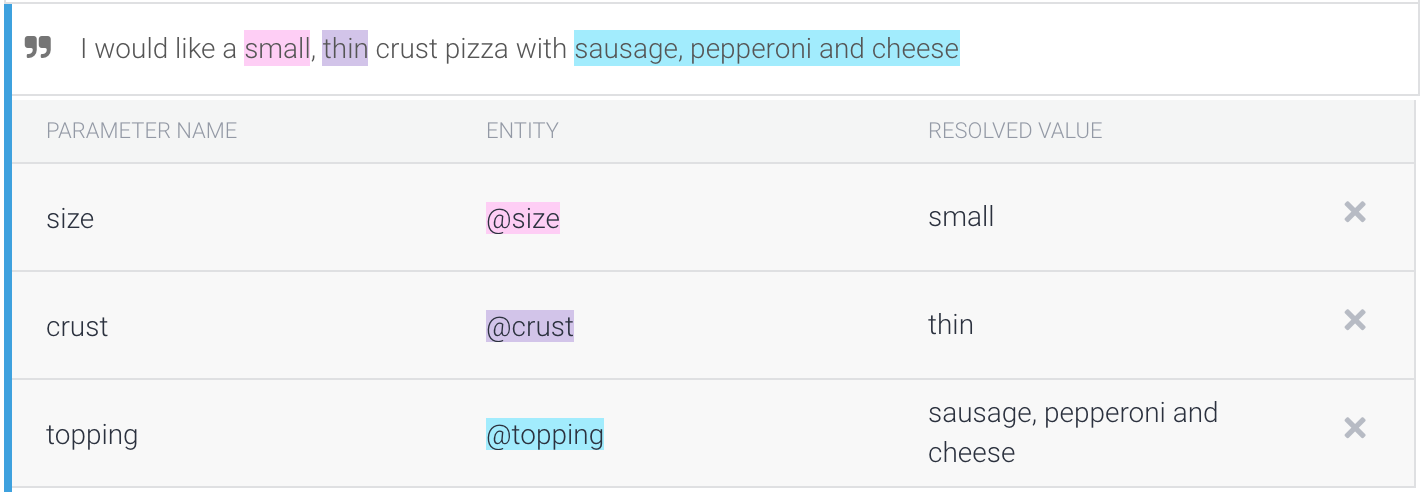 I would like a small, thin crust pizza with sausage, pepperoni and cheese
PARAMETER NAME ENTITY RESOLVED VALUE
size @size small
crust @crust thin
topping @topping sausage, pepperoni and
cheese